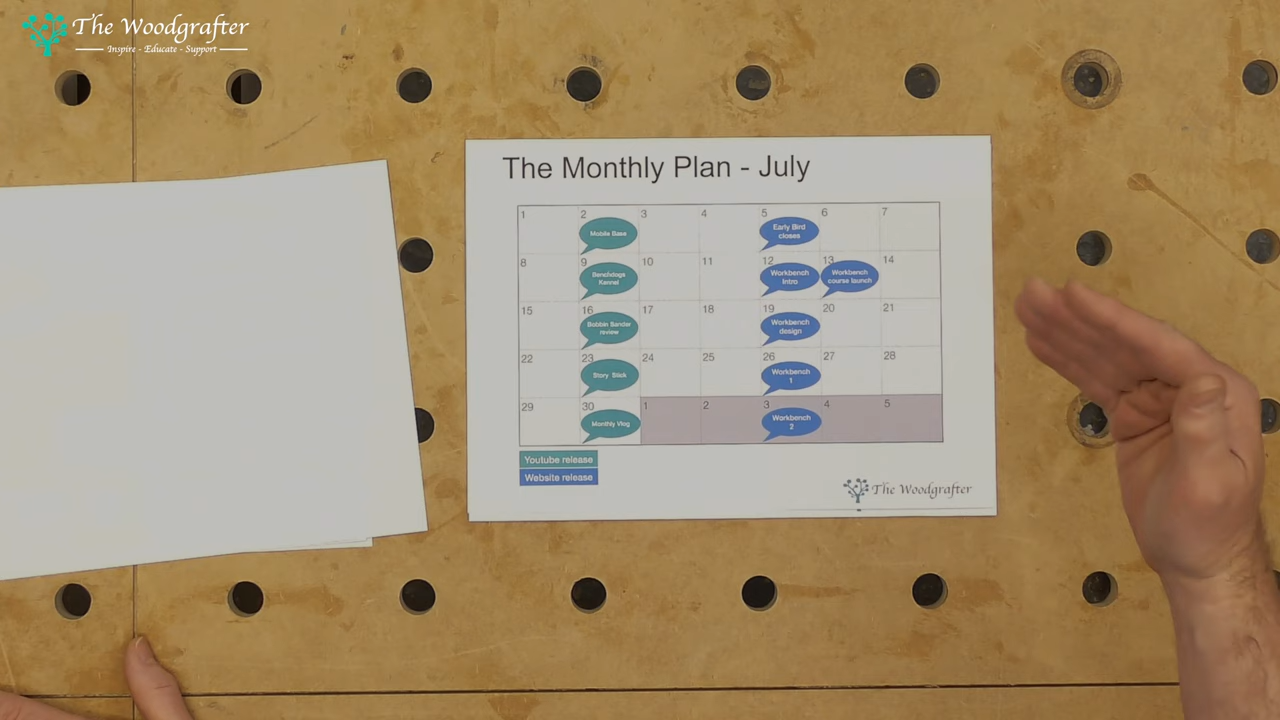 The Woodgrafter
Inspire - Educate - Support
The Monthly Plan - July
1 2 3 4 5 6 7
Mobile Base
Early Bird
closes
8 9 10 11 12 13 14
Benchdogs
Kennel
Workbench
Intro
Workbench
course launch
15 16 17 18 19 20 21
Bobbin Sander
review
Workbench
design
22 23 24 25 26 27 28
Story Stick
Workbench
1
29 30 1 2 3 4 5
Monthly Vlog
Workbench
2
Youtube release
Website release
The Woodgrafter